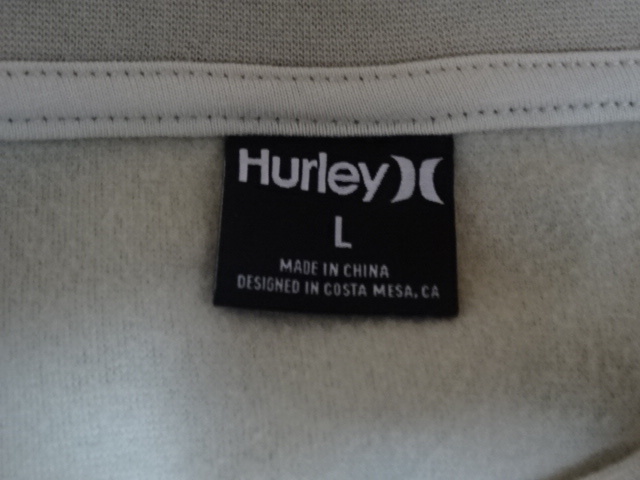 Hurley
L
MADE IN CHINA
DESIGNED IN COSTA MESA, CA